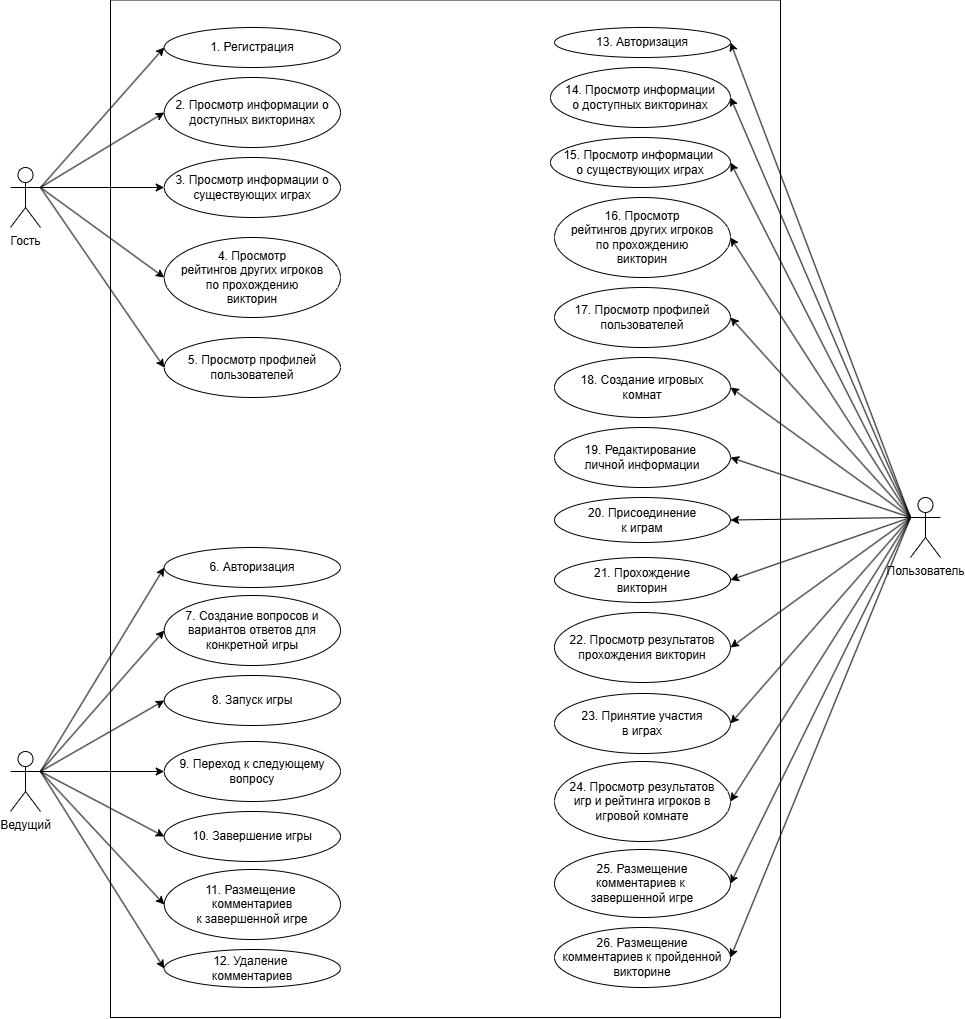 1. Регистрация
2. Просмотр информации о
доступных викторинах
3. Просмотр информации о
существующих играх
4. Просмотр
рейтингов других игроков
по прохождению
викторин
5. Просмотр профилей
пользователей
Гость
6. Авторизация
7. Создание вопросов и
вариантов ответов для
конкретной игры
8. Запуск игры
9. Переход к следующему
вопросу
10. Завершение игры
11. Размещение
комментариев
к завершенной игре
12. Удаление
комментариев
Ведущий
13. Авторизация
14. Просмотр информации
о доступных викторинах
15. Просмотр информации
о существующих играх
16. Просмотр
рейтингов других игроков
по прохождению
викторин
17. Просмотр профилей
пользователей
18. Создание игровых
комнат
19. Редактирование
личной информации
20. Присоединение
к играм
21. Прохождение
викторин
22. Просмотр результатов
прохождения викторин
23. Принятие участия
в играх
24. Просмотр результатов
игр и рейтинга игроков в
игровой комнате
25. Размещение
комментариев к
завершенной игре
26. Размещение
комментариев к пройденной
викторине
Пользователь